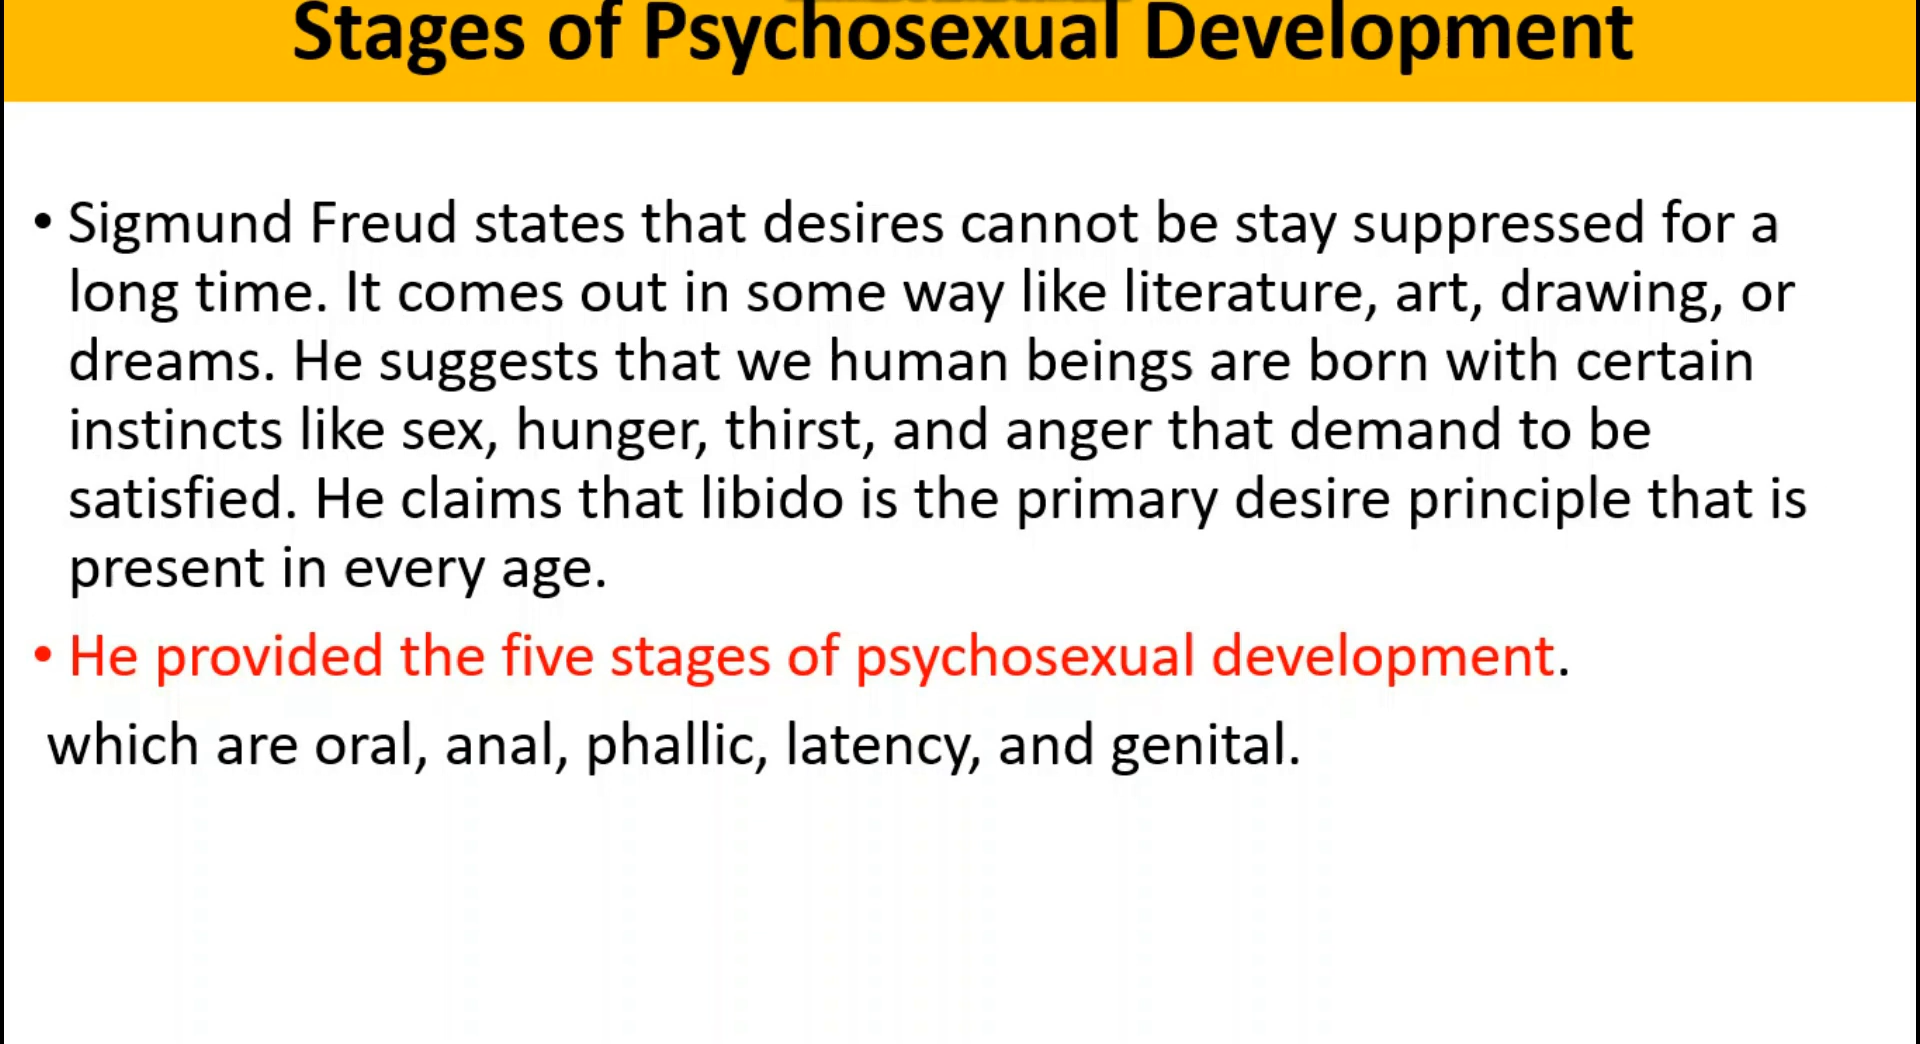 Stages of Psychosexual Development
• Sigmund Freud states that desires cannot be stay suppressed for a
long time. It comes out in some way like literature, art, drawing, or
dreams. He suggests that we human beings are born with certain
instincts like sex, hunger, thirst, and anger that demand to be
satisfied. He claims that libido is the primary desire principle that is
present in every age.
• He provided the five stages of psychosexual development.
which are oral, anal, phallic, latency, and genital.